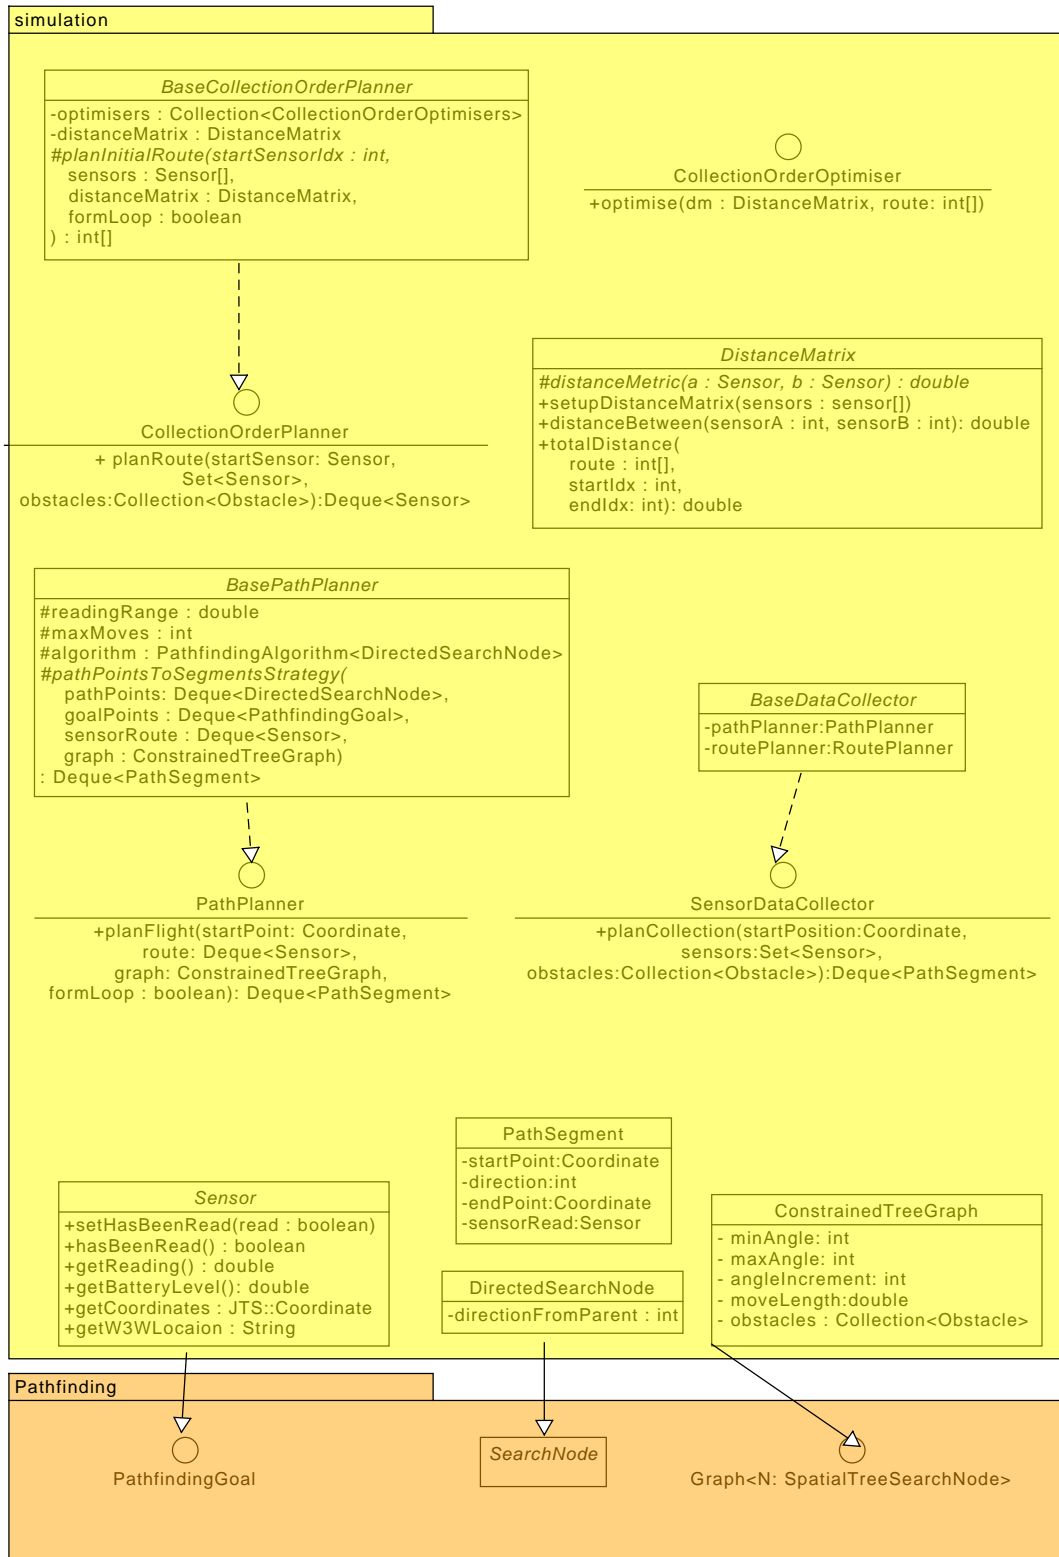 simulation
BaseCollectionOrderPlanner
-optimisers : Collection<CollectionOrderOptimisers>
-distanceMatrix : DistanceMatrix
#planInitialRoute(startSensorIdx : int,
sensors : Sensor[],
distanceMatrix : DistanceMatrix,
formLoop : boolean
) : int[]
CollectionOrderOptimiser
+optimise(dm : DistanceMatrix, route: int[])
CollectionOrderPlanner
+ planRoute(startSensor: Sensor,
Set<Sensor>,
obstacles:Collection<Obstacle>):Deque<Sensor>
DistanceMatrix
#distanceMetric(a : Sensor, b : Sensor) : double
+setupDistanceMatrix(sensors : sensor[])
+distanceBetween(sensorA : int, sensorB : int): double
+totalDistance(
route : int[],
startIdx : int,
endIdx: int): double
BasePathPlanner
#readingRange : double
#maxMoves : int
#algorithm : PathfindingAlgorithm<DirectedSearchNode>
#pathPointsToSegmentsStrategy(
pathPoints: Deque<DirectedSearchNode>,
goalPoints : Deque<PathfindingGoal>,
sensorRoute : Deque<Sensor>,
graph : ConstrainedTreeGraph)
: Deque<PathSegment>
BaseDataCollector
-pathPlanner:PathPlanner
-routePlanner:RoutePlanner
PathPlanner
+planFlight(startPoint: Coordinate,
route: Deque<Sensor>,
graph: ConstrainedTreeGraph,
formLoop : boolean): Deque<PathSegment>
SensorDataCollector
+planCollection(startPosition:Coordinate,
sensors:Set<Sensor>,
obstacles:Collection<Obstacle>):Deque<PathSegment>
PathSegment
-startPoint:Coordinate
-direction:int
-endPoint:Coordinate
-sensorRead:Sensor
Sensor
+setHasBeenRead(read : boolean)
+hasBeenRead() : boolean
+getReading() : double
+getBatteryLevel(): double
+getCoordinates : JTS::Coordinate
+getW3WLocaion : String
DirectedSearchNode
-directionFromParent : int
ConstrainedTreeGraph
- minAngle: int
- maxAngle: int
- angleIncrement: int
- moveLength:double
- obstacles : Collection<Obstacle>
Pathfinding
PathfindingGoal
SearchNode
Graph<N: SpatialTreeSearchNode>